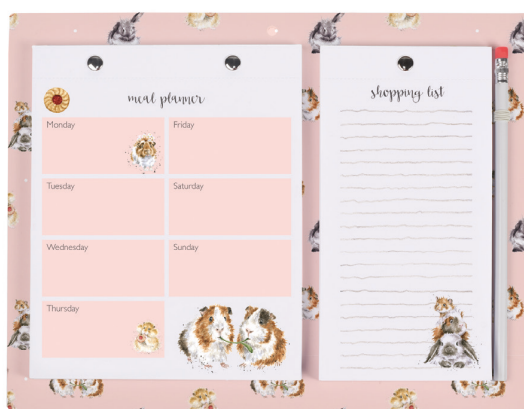 meal planner
Monday
Friday
Tuesday
Saturday
Wednesday
Sunday
Thursday
shopping list